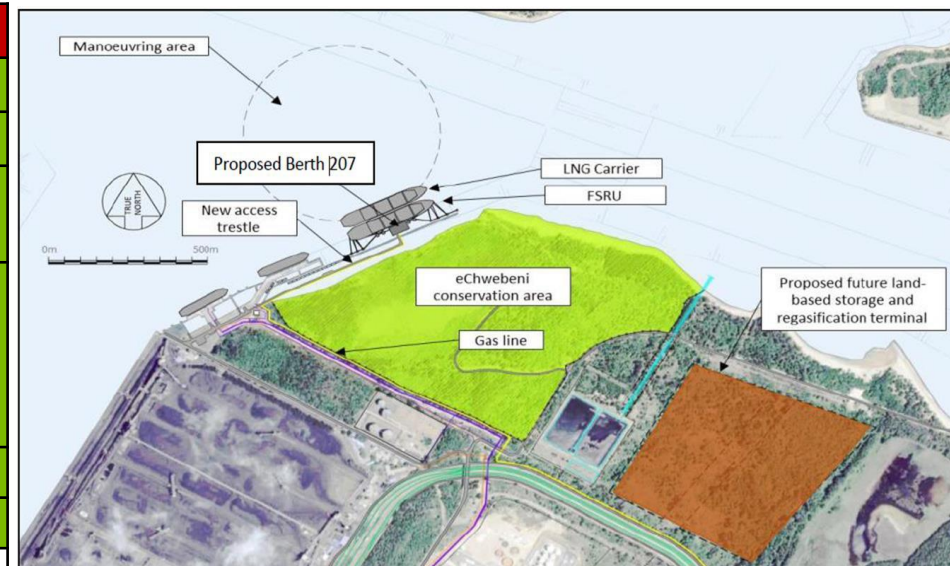 Manoeuvring area
Proposed Berth 207
LNG Carrier
FSRU
New access
trestle
TRUE
NORTH
0m
500m
eChwebeni
conservation area
Proposed future land-
based storage and
regasification terminal
Gas line